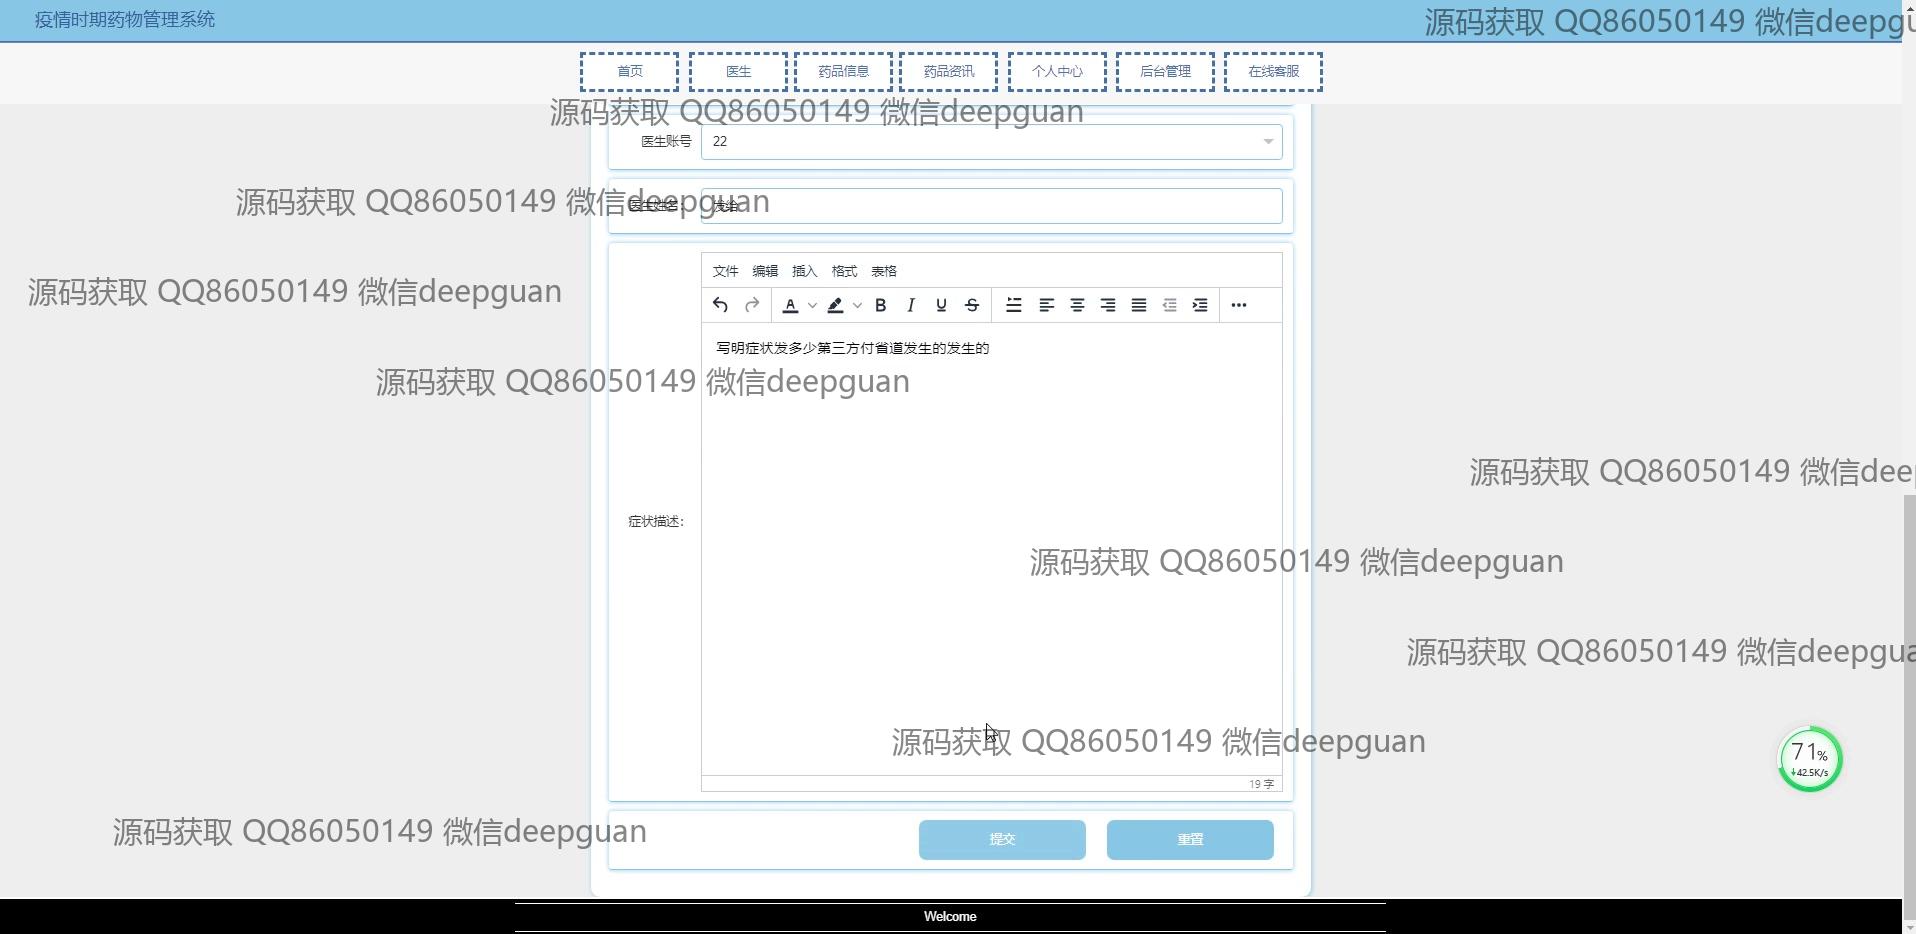 疫情时期药物管理系统
源码获取 QQ86050149 微信deepgu
首页 医生 药品信息 药品资讯 个人中心 后台管理 在线客服
源码获取 QQ86050149 微信deepguan
医生账号 22
源码获取 QQ86050149 微信deepguan
医生姓名:
文件 编辑 插入 格式 表格
源码获取 QQ86050149 微信deepguan
A B I U S ...
写明症状发多少第三方付省道发生的发生的
源码获取 QQ86050149 微信deepguan
源码获取 QQ86050149 微信dee
症状描述:
源码获取 QQ86050149 微信deepguan
源码获取 QQ86050149 微信deepgua
源码获取 QQ86050149 微信deepguan
71%
42.5K/s
19 字
源码获取 QQ86050149 微信deepguan
提交 重置
Welcome